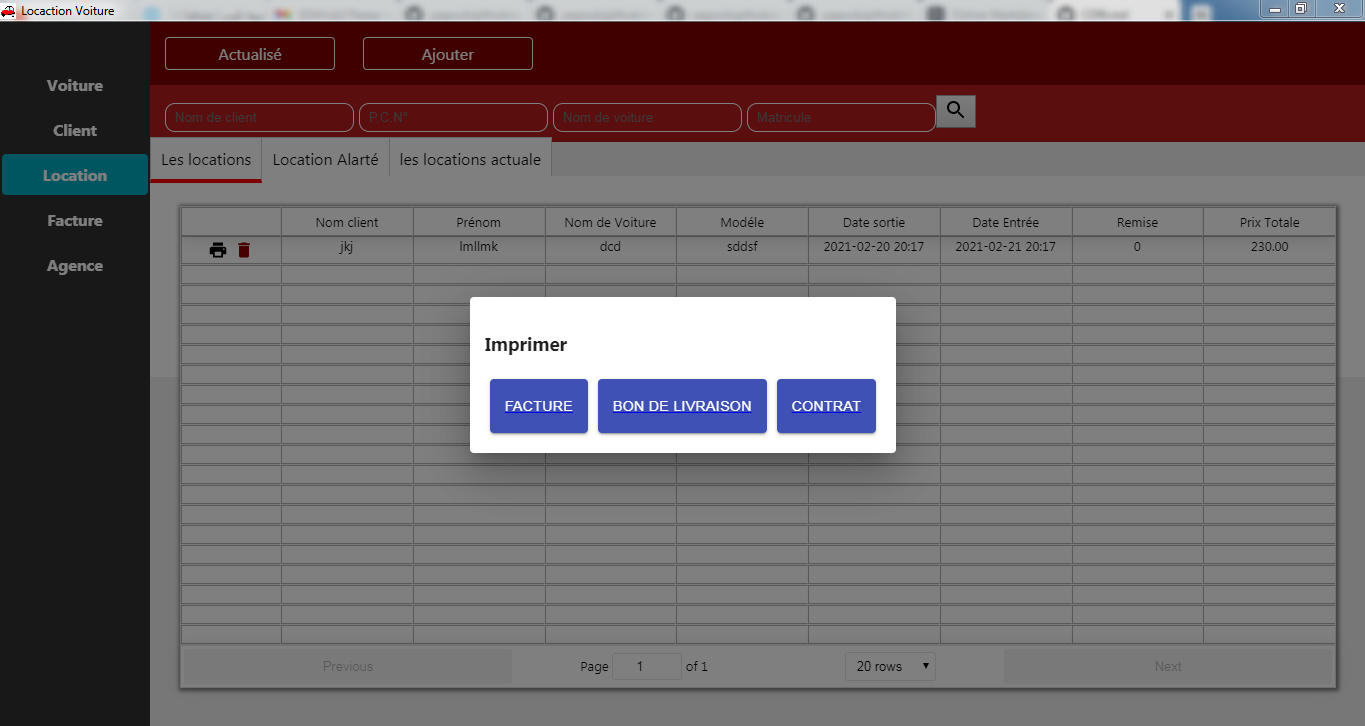 Locaction Voiture
Actualisé Ajouter
Voiture
Client
Location
Facture
Agence
Nom de client P.C.N° Nom de voiture Matricule
Les locations Location Alarté les locations actuale
Nom client Prénom Nom de Voiture Modéle Date sortie Date Entrée Remise Prix Totale
jkj lmllmk dcd sddsf 2021-02-20 20:17 2021-02-21 20:17 0 230.00
Imprimer
FACTURE BON DE LIVRAISON CONTRAT
Previous Page 1 of 1 20 rows Next